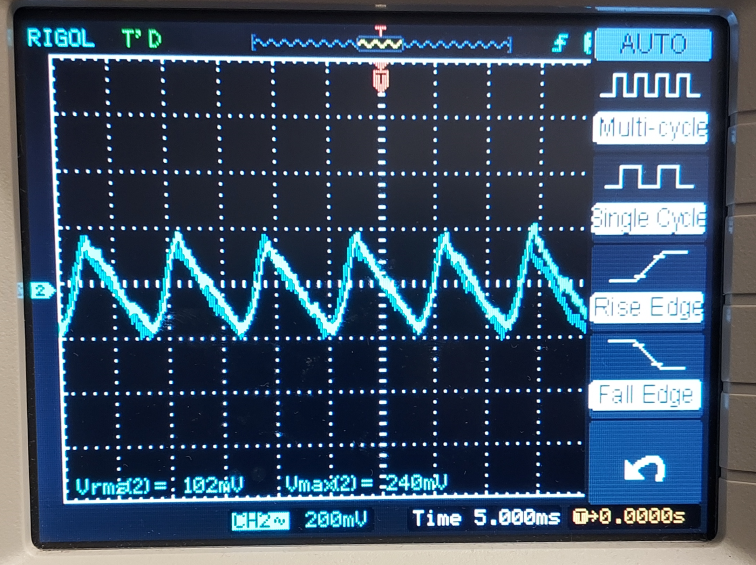 RIGOL T'D
T
AUTO
T
Multi-cycle
Single Cycle
2
Rise Edge
Fall Edge
Vrms(2)= 102mV Vmax(2)= 240mV
CH2~ 200mV Time 5.000ms T→0.0000s